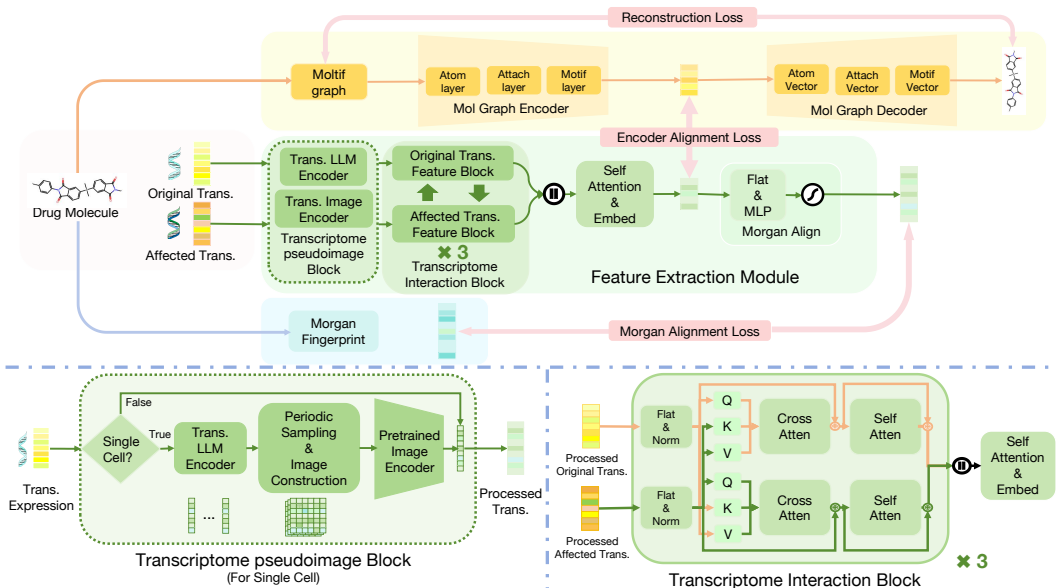 Reconstruction Loss
Moltif
graph
Atom
layer
Attach
layer
Motif
layer
Mol Graph Encoder
Atom
Vector
Attach
Vector
Motif
Vector
Mol Graph Decoder
Encoder Alignment Loss
Drug Molecule
Original Trans.
Affected Trans.
Trans. LLM
Encoder
Trans. Image
Encoder
Transcriptome
pseudoimage
Block
Original Trans.
Feature Block
Affected Trans.
Feature Block
× 3
Transcriptome
Interaction Block
Self
Attention
&
Embed
Flat
&
MLP
Morgan Align
Feature Extraction Module
Morgan
Fingerprint
Morgan Alignment Loss
False
Single
Cell?
True
Trans.
LLM
Encoder
Periodic
Sampling
&
Image
Construction
Pretrained
Image
Encoder
Trans.
Expression
...
Processed
Trans.
Transcriptome pseudoimage Block
(For Single Cell)
Processed
Original Trans.
Processed
Affected Trans.
Flat
&
Norm
Flat
&
Norm
Q
K
V
Q
K
V
Cross
Atten
Self
Atten
Cross
Atten
Self
Atten
Self
Attention
&
Embed
× 3
Transcriptome Interaction Block